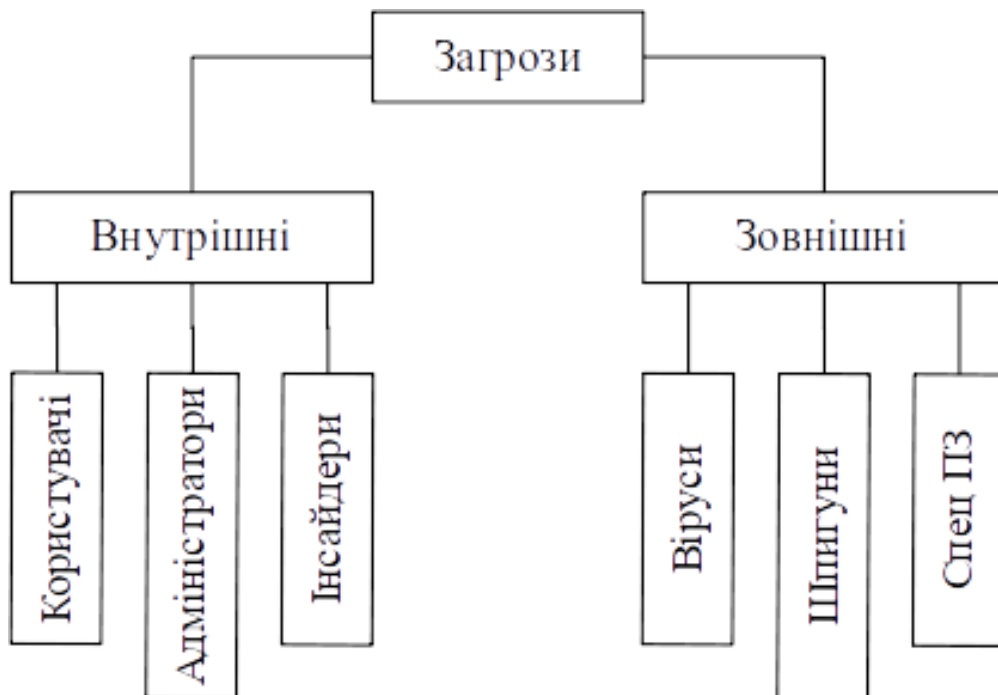 Загрози
Внутрішні
Зовнішні
Користувачі
Адміністратори
Інсайдери
Віруси
Шпигуни
Спец ПЗ